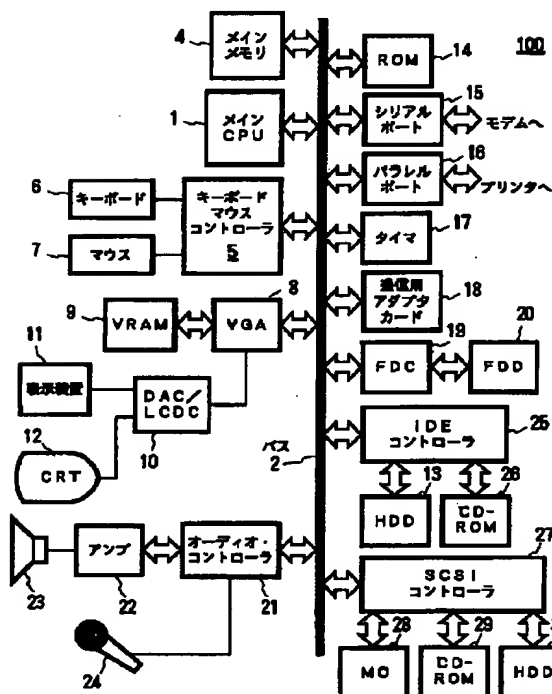 100
4
メイン
メモリ
1
メイン
CPU
6
キーボード
7
マウス
キーボード
マウス
コントローラ
5
8
9
VRAM
VGA
11
表示装置
DAC/
LCDC
10
12
CRT
バス
2
23
アンプ
22
オーディオ・
コントローラ
21
24
ROM
14
15
シリアル
ポート
モデムへ
16
パラレル
ポート
プリンタへ
タイマ
17
通信用
アダプタ
カード
18
19
20
FDC
FDD
IDE
コントローラ
25
13
26
HDD
CD-
ROM
27
SCSI
コントローラ
28
29
MO
CD-
ROM
HDD